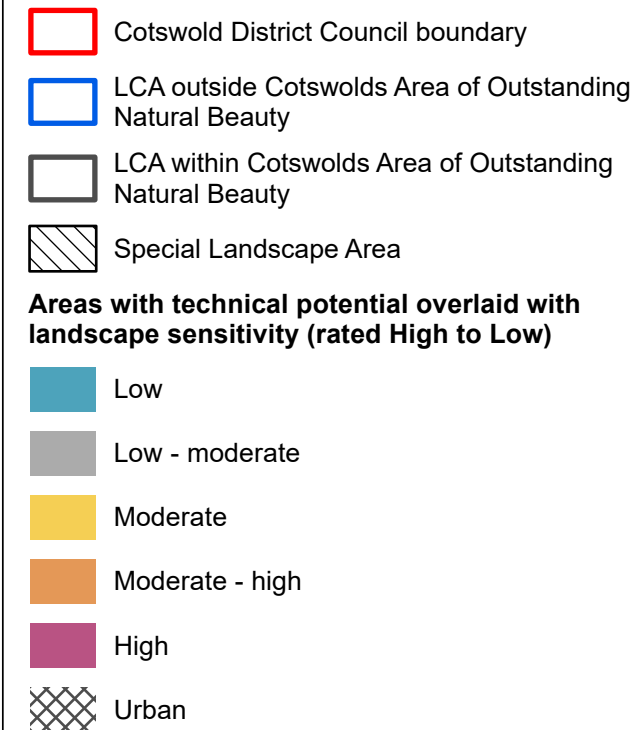 Cotswold District Council boundary
LCA outside Cotswolds Area of Outstanding
Natural Beauty
LCA within Cotswolds Area of Outstanding
Natural Beauty
Special Landscape Area
Areas with technical potential overlaid with
landscape sensitivity (rated High to Low)
Low
Low - moderate
Moderate
Moderate - high
High
Urban